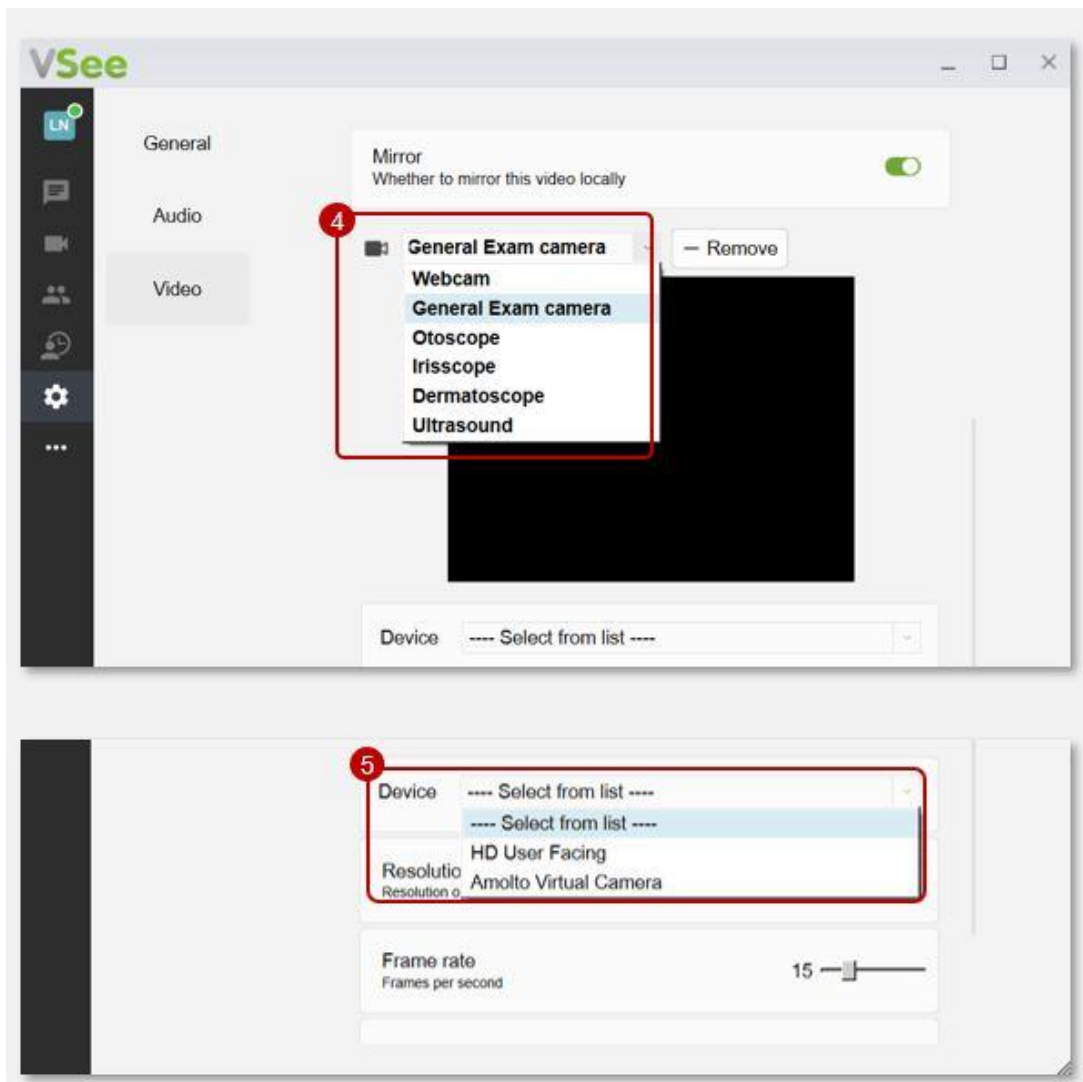 VSee
LN
General
Audio
Video
Mirror
Whether to mirror this video locally
4
General Exam camera
— Remove
Webcam
General Exam camera
Otoscope
Irisscope
Dermatoscope
Ultrasound
Device ---- Select from list ----
5
Device ---- Select from list ----
---- Select from list ----
HD User Facing
Amolto Virtual Camera
Resolutio
Resolution o
Frame rate
Frames per second
15